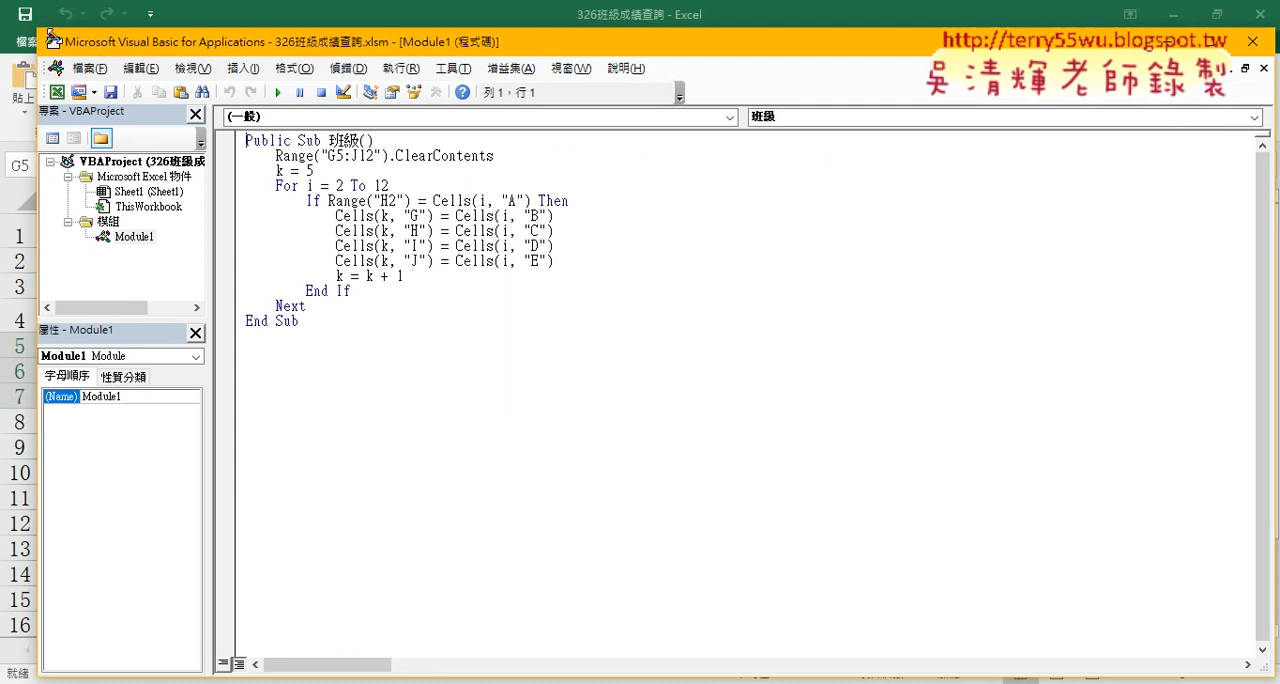 326班級成績查詢 - Excel
檔案
貼上
Microsoft Visual Basic for Applications - 326班級成績查詢.xlsm - [Module1 (程式碼)]
http://terry55wu.blogspot.tw
吳清輝老師錄製
檔案(F) 編輯(E) 檢視(V) 插入(I) 格式(O) 偵錯(D) 執行(R) 工具(T) 增益集(A) 視窗(W) 說明(H)
列 1，行 1
專案 - VBAProject
(一般)
班級
VBAProject (326班級成
Microsoft Excel 物件
Sheet1 (Sheet1)
ThisWorkbook
模組
Module1
屬性 - Module1
Module1 Module
字母順序 性質分類
(Name) Module1
Public Sub 班級()
Range("G5:J12").ClearContents
k = 5
For i = 2 To 12
If Range("H2") = Cells(i, "A") Then
Cells(k, "G") = Cells(i, "B")
Cells(k, "H") = Cells(i, "C")
Cells(k, "I") = Cells(i, "D")
Cells(k, "J") = Cells(i, "E")
k = k + 1
End If
Next
End Sub
G5
1
2
3
4
5
6
7
8
9
10
11
12
13
14
15
16
就緒